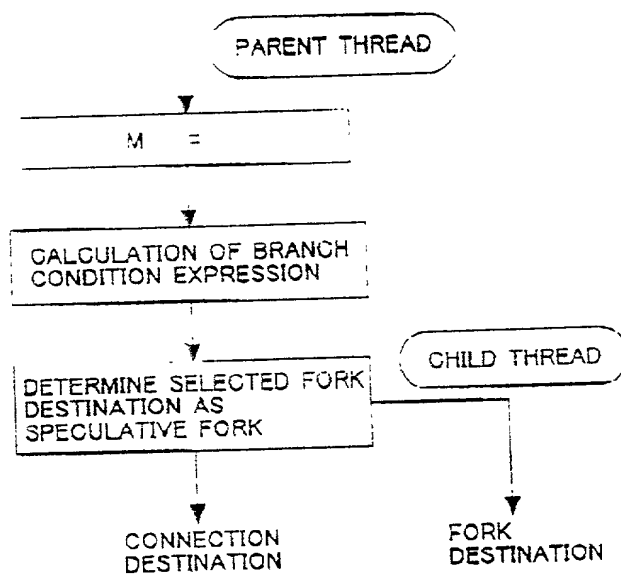 PARENT THREAD
M =
CALCULATION OF BRANCH
CONDITION EXPRESSION
CHILD THREAD
DETERMINE SELECTED FORK
DESTINATION AS
SPECULATIVE FORK
CONNECTION
DESTINATION
FORK
DESTINATION